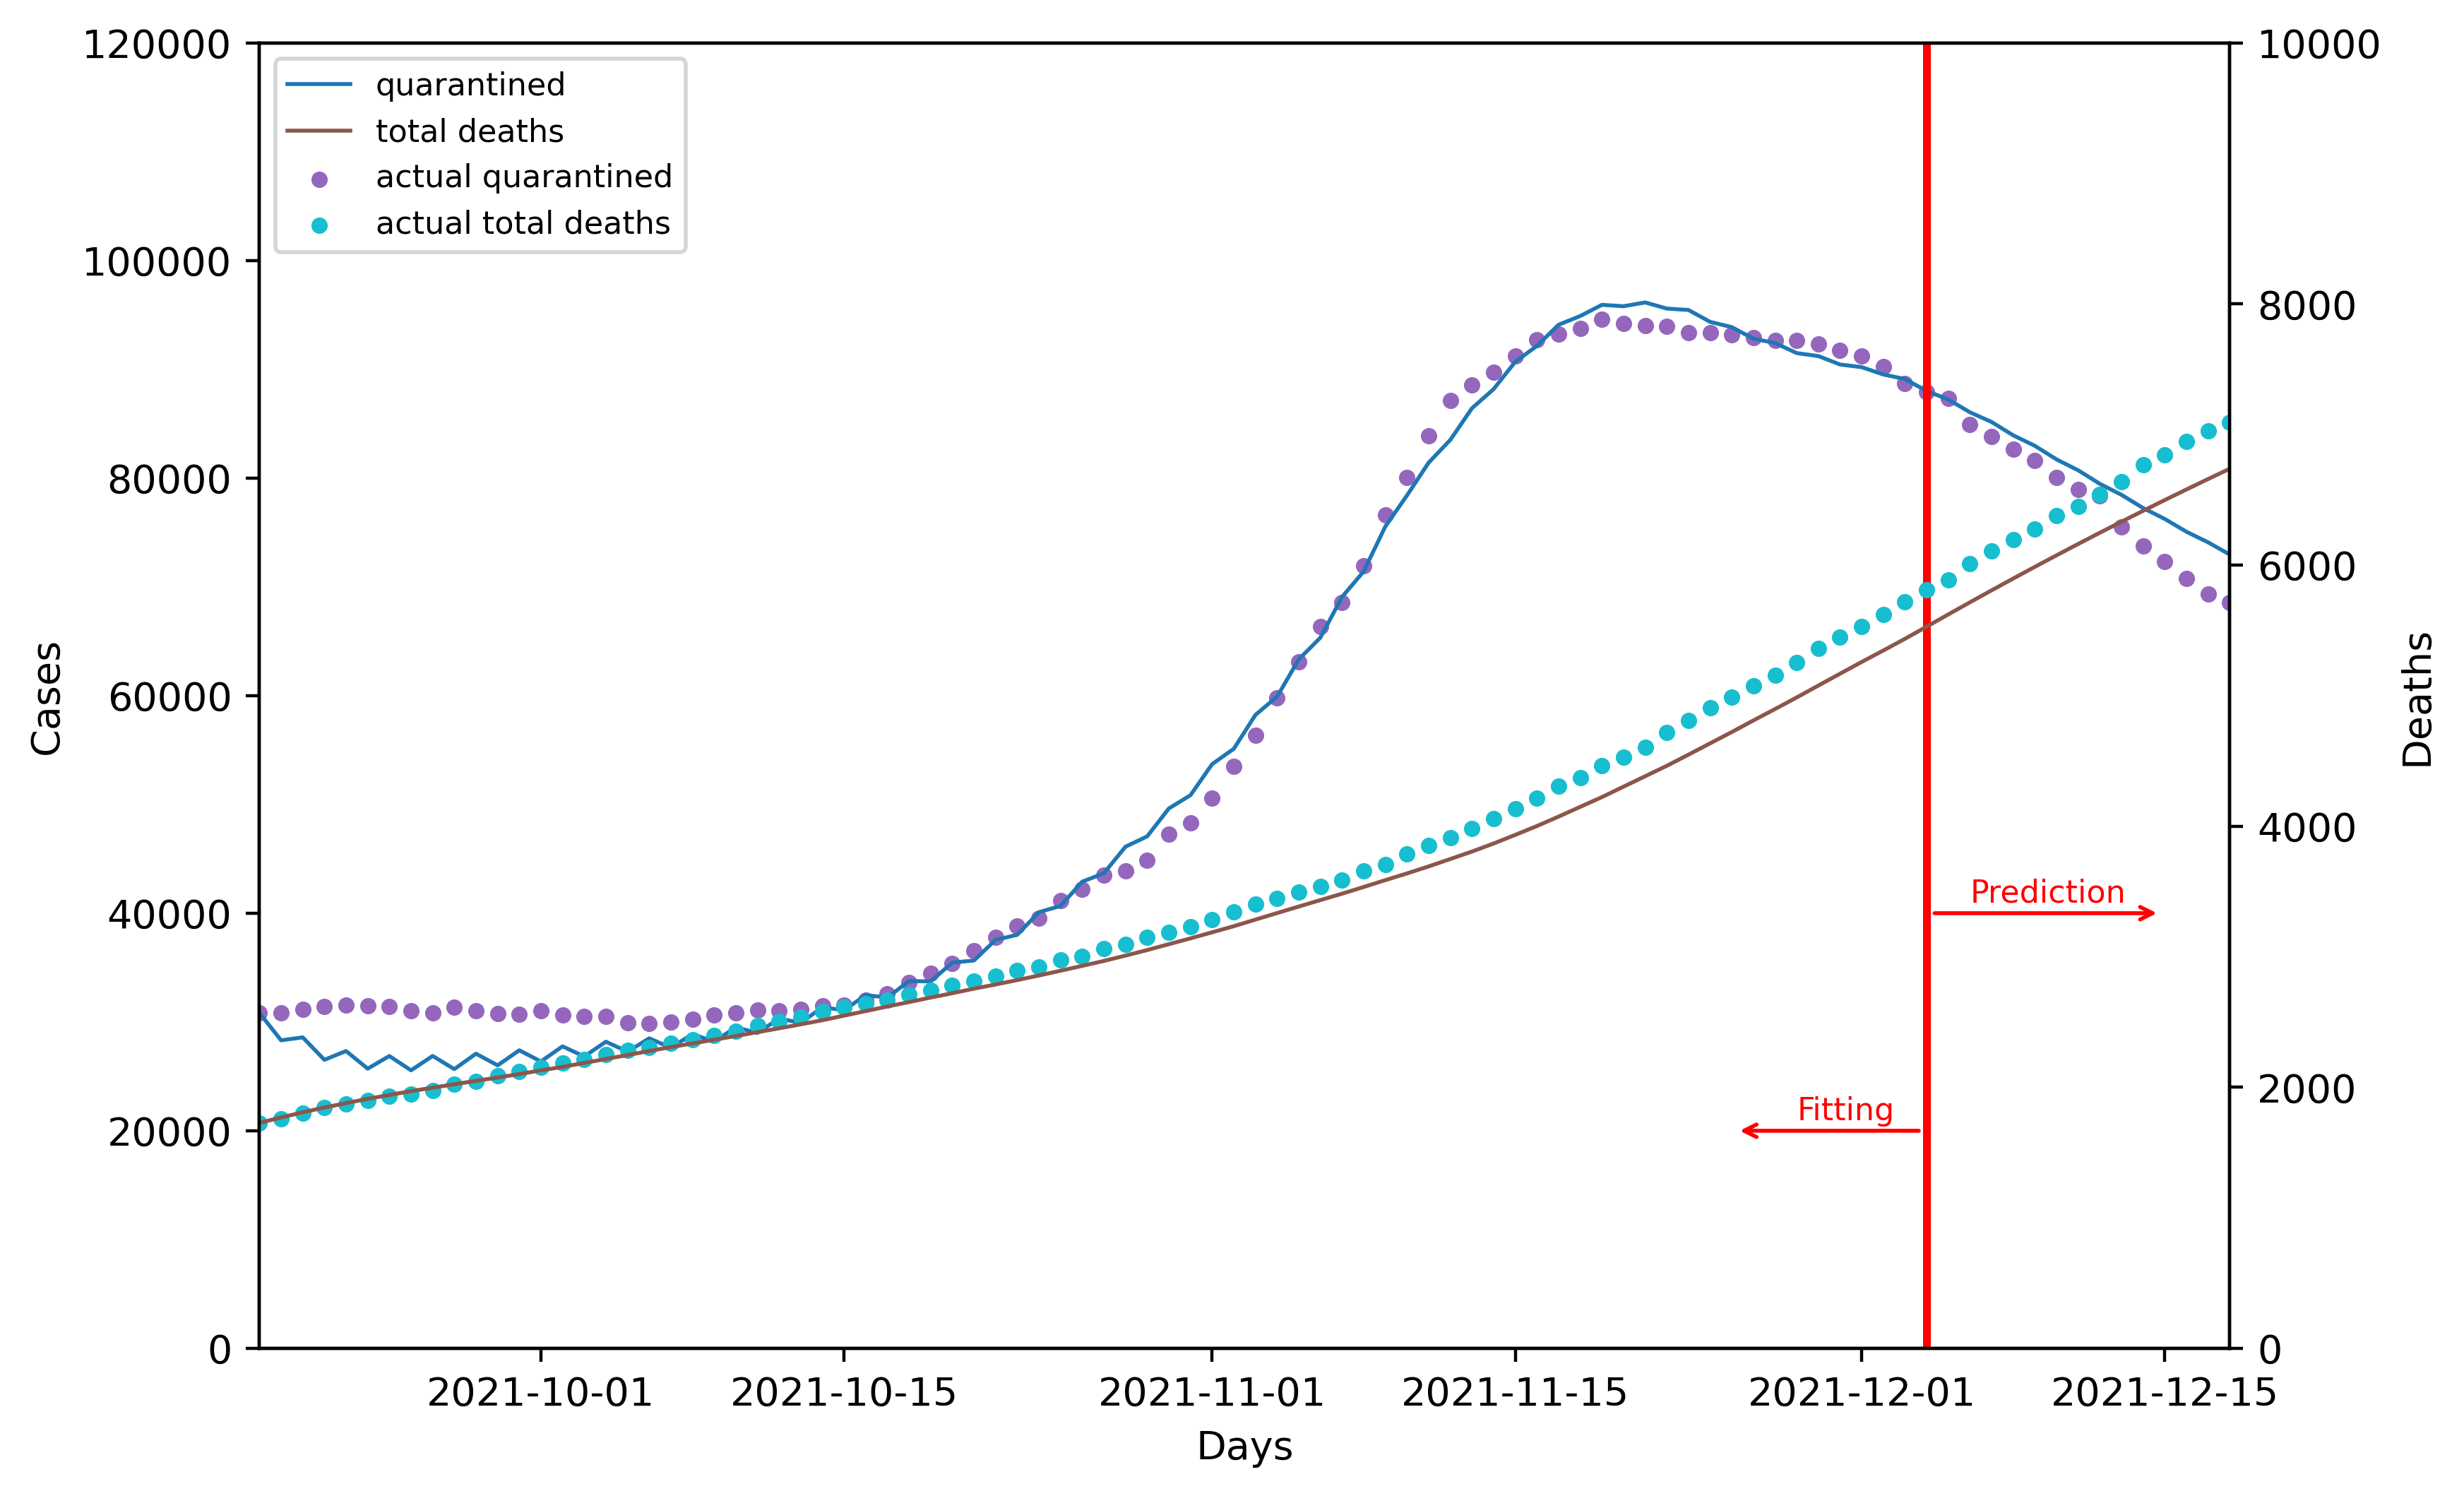 120000
100000
80000
60000
40000
20000
0
Cases
quarantined
total deaths
actual quarantined
actual total deaths
Prediction
Fitting
10000
8000
6000
4000
2000
0
Deaths
2021-10-01
2021-10-15
2021-11-01
2021-11-15
2021-12-01
2021-12-15
Days